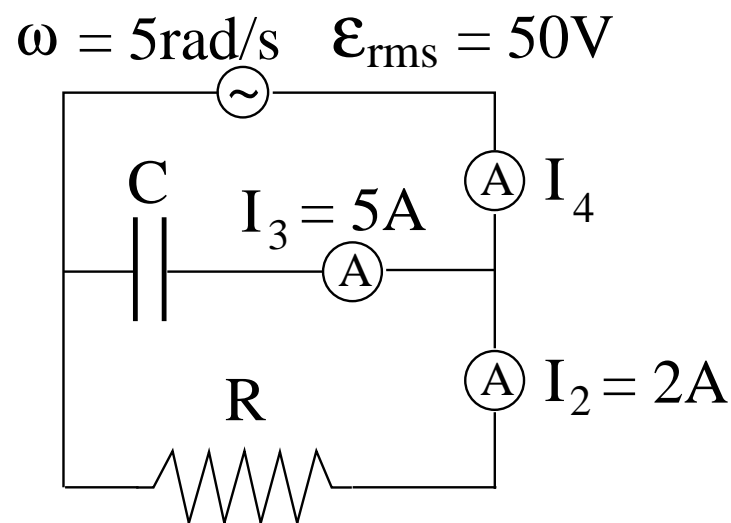 ω = 5rad/s   ε_rms = 50V
~
C
A I_4
I_3 = 5A
A
A I_2 = 2A
R